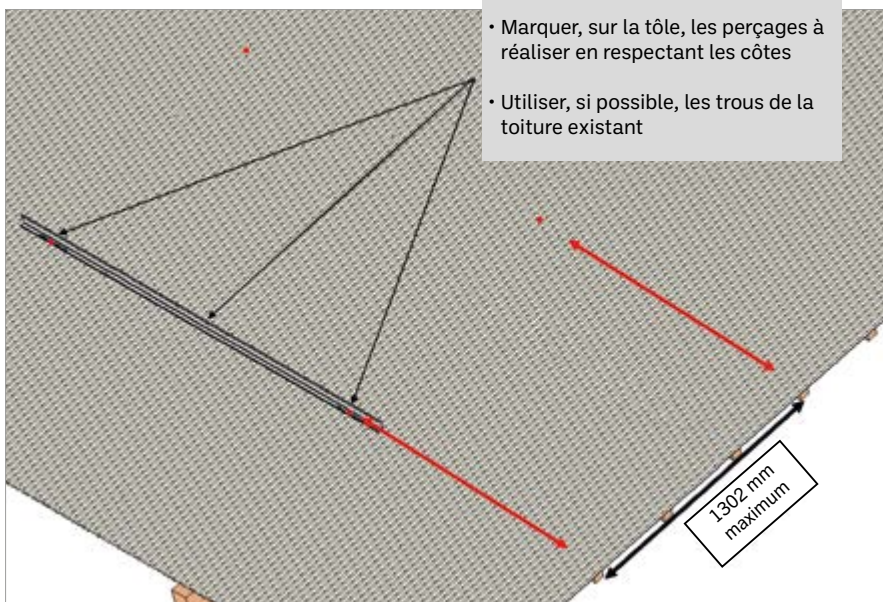 • Marquer, sur la tôle, les perçages à
réaliser en respectant les côtes
• Utiliser, si possible, les trous de la
toiture existant
1302 mm
maximum